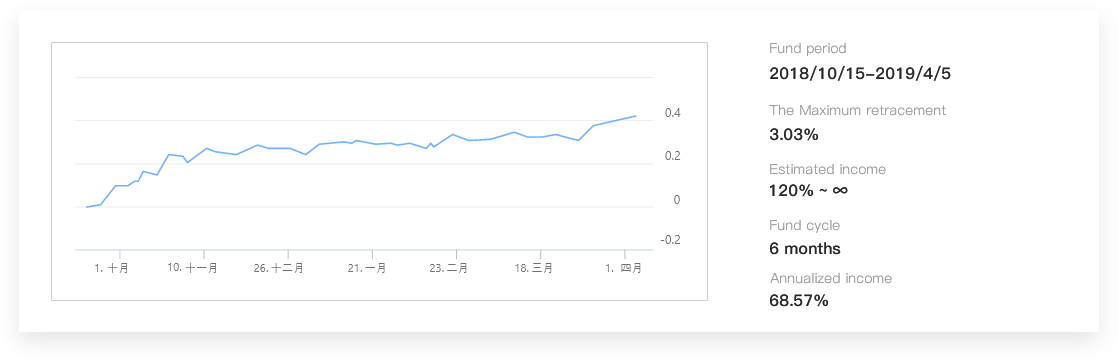 0.4
0.2
0
-0.2
1. 十月
10. 十一月
26. 十二月
21. 一月
23. 二月
18. 三月
1. 四月
Fund period
2018/10/15-2019/4/5
The Maximum retracement
3.03%
Estimated income
120% ~ ∞
Fund cycle
6 months
Annualized income
68.57%